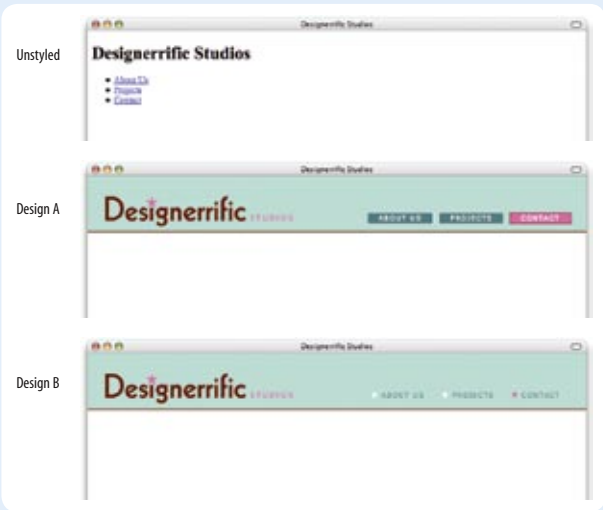 Designerrific Studios
Unstyled
Designerrific Studios
About Us
Projects
Contact
Designerrific Studios
Design A
Designerrific STUDIOS
ABOUT US PROJECTS CONTACT
Designerrific Studios
Design B
Designerrific STUDIOS
ABOUT US PROJECTS CONTACT